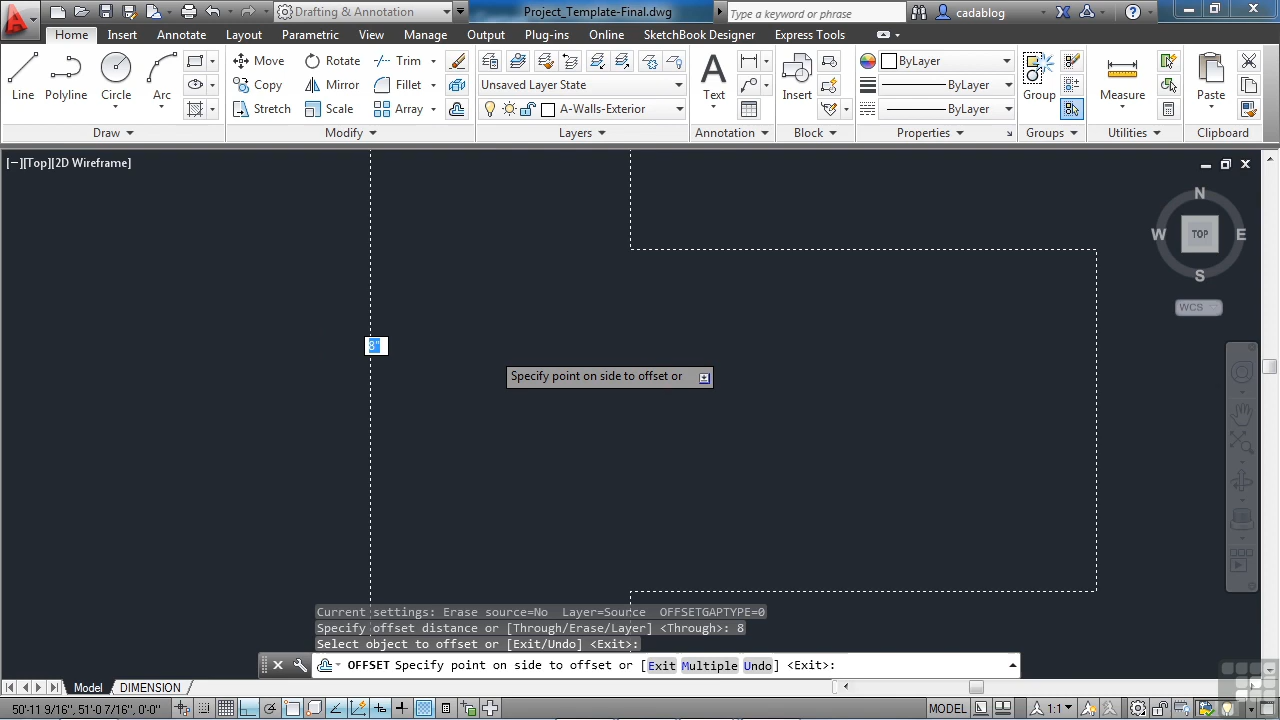 Drafting & Annotation
Project_Template-Final.dwg
Type a keyword or phrase
cadablog
Home Insert Annotate Layout Parametric View Manage Output Plug-ins Online SketchBook Designer Express Tools
Line Polyline Circle Arc
Move Rotate Trim
Copy Mirror Fillet
Stretch Scale Array
Unsaved Layer State
A-Walls-Exterior
Text
Insert
ByLayer
ByLayer
ByLayer
Group
Measure
Paste
Draw Modify Layers Annotation Block Properties Groups Utilities Clipboard
[−][Top][2D Wireframe]
N
W TOP E
S
WCS
8"
Specify point on side to offset or
Current settings: Erase source=No Layer=Source OFFSETGAPTYPE=0
Specify offset distance or [Through/Erase/Layer] <Through>: 8
Select object to offset or [Exit/Undo] <Exit>:
OFFSET Specify point on side to offset or [Exit Multiple Undo] <Exit>:
Model DIMENSION
50'-11 9/16", 51'-0 7/16", 0'-0"
MODEL
1:1